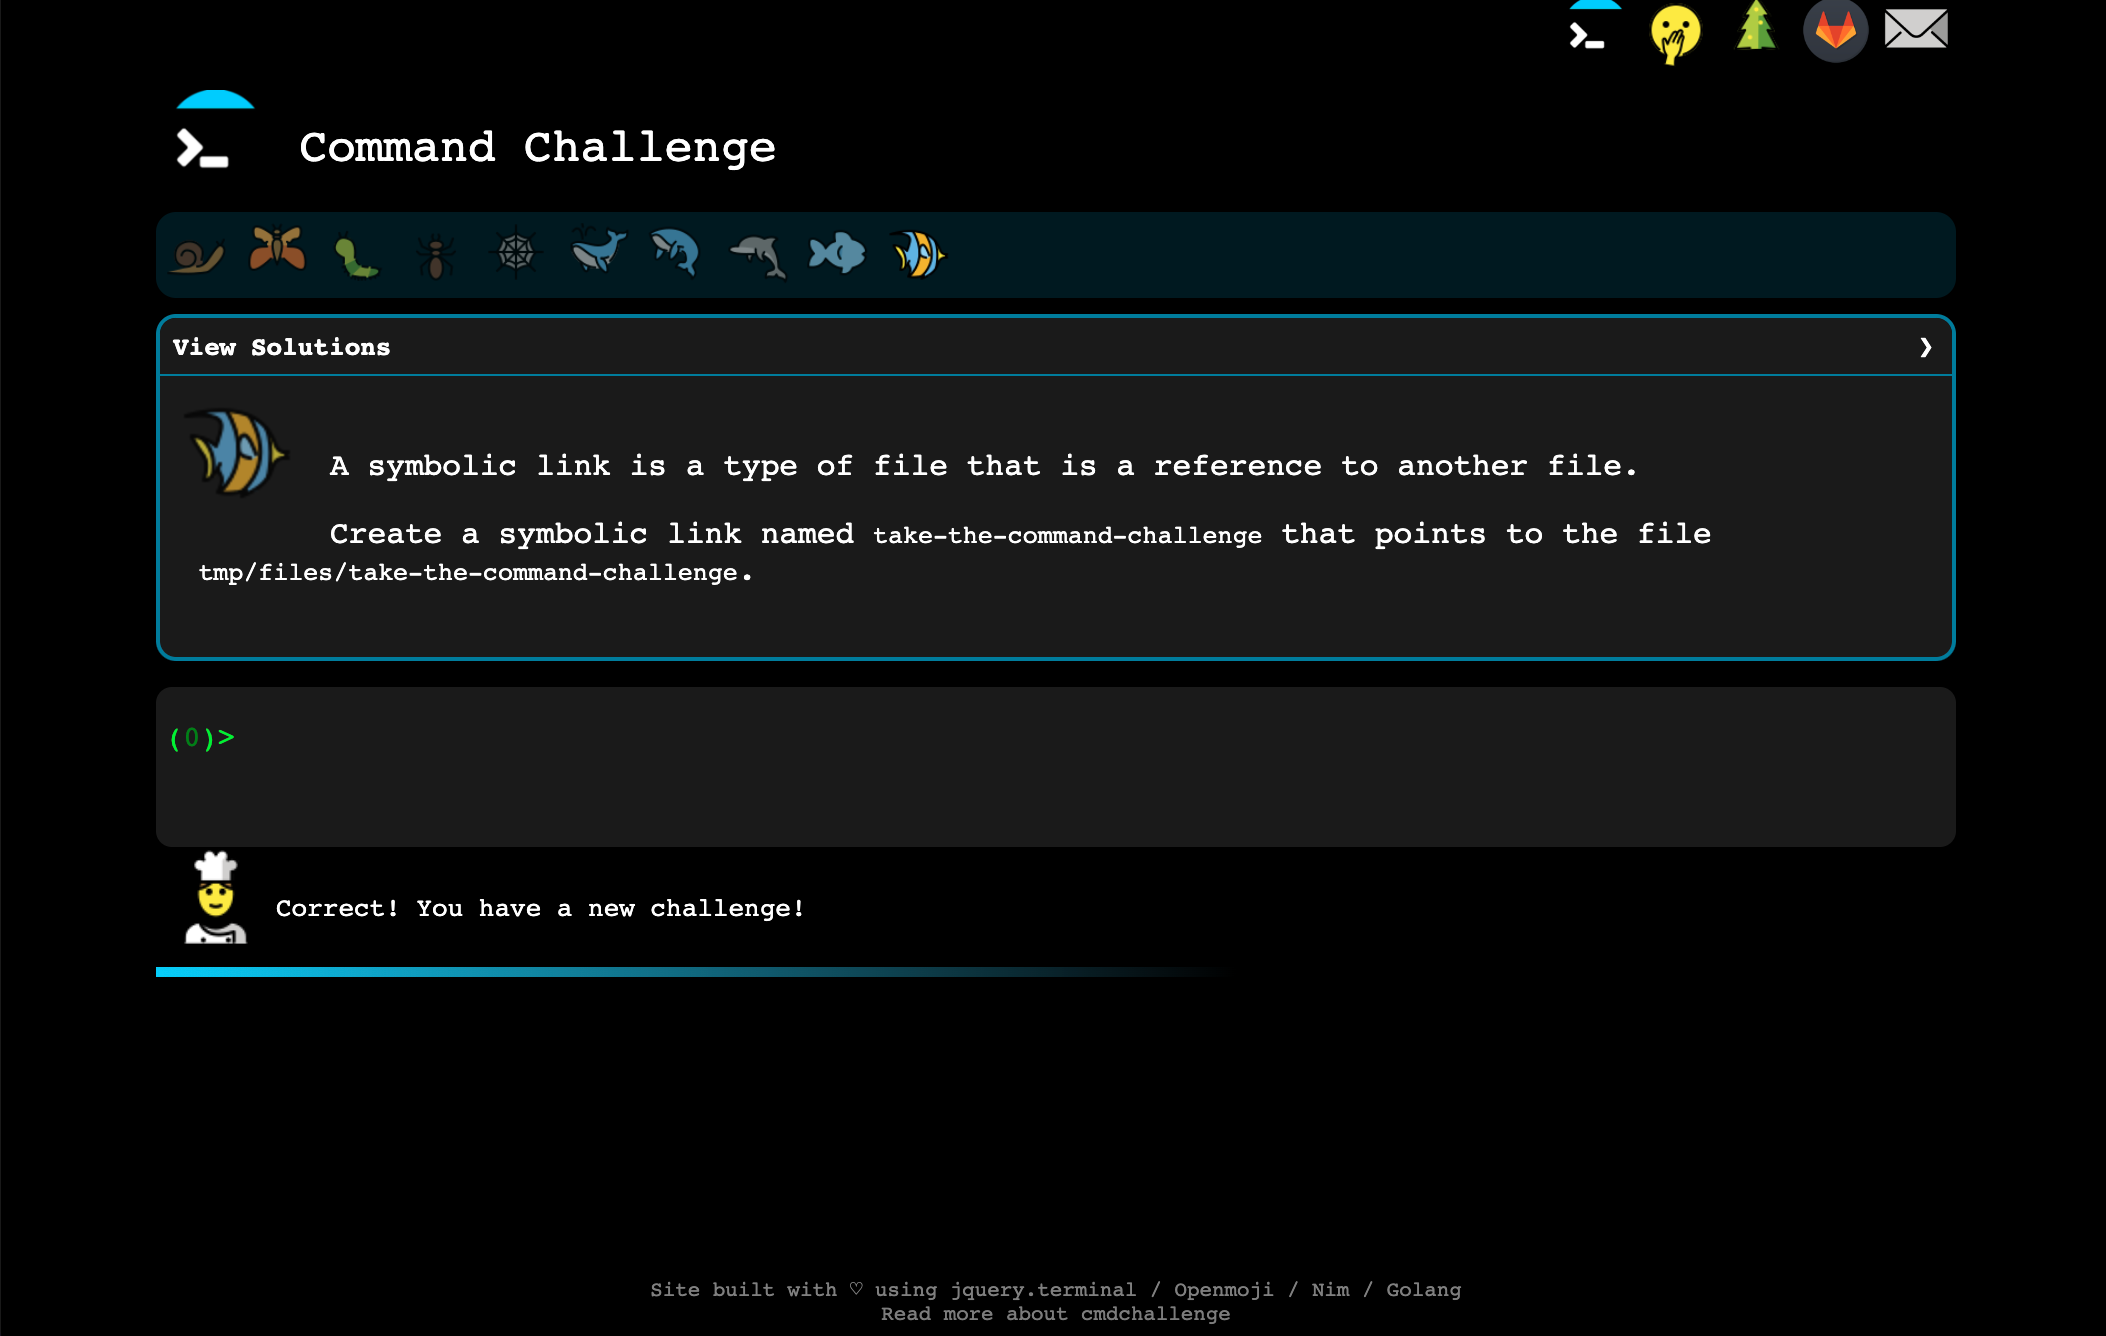 Command Challenge
View Solutions ❯
A symbolic link is a type of file that is a reference to another file.
Create a symbolic link named take-the-command-challenge that points to the file
tmp/files/take-the-command-challenge.
(0)>
Correct! You have a new challenge!
Site built with ♡ using jquery.terminal / Openmoji / Nim / Golang
Read more about cmdchallenge